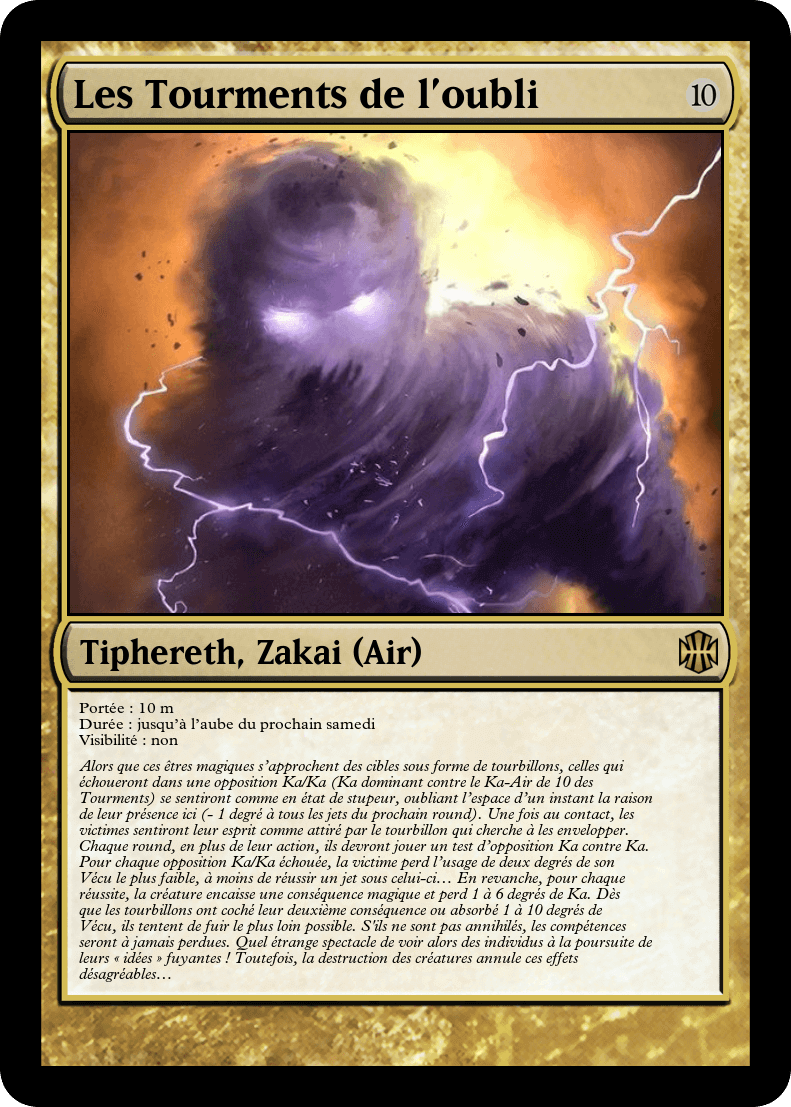 Les Tourments de l'oubli
10
Tiphereth, Zakai (Air)
Portée : 10 m
Durée : jusqu'à l'aube du prochain samedi
Visibilité : non
Alors que ces êtres magiques s'approchent des cibles sous forme de tourbillons, celles qui
échoueront dans une opposition Ka/Ka (Ka dominant contre le Ka-Air de 10 des
Tourments) se sentiront comme en état de stupeur, oubliant l'espace d'un instant la raison
de leur présence ici (- 1 degré à tous les jets du prochain round). Une fois au contact, les
victimes sentiront leur esprit comme attiré par le tourbillon qui cherche à les envelopper.
Chaque round, en plus de leur action, ils devront jouer un test d'opposition Ka contre Ka.
Pour chaque opposition Ka/Ka échouée, la victime perd l'usage de deux degrés de son
Vécu le plus faible, à moins de réussir un jet sous celui-ci... En revanche, pour chaque
réussite, la créature encaisse une conséquence magique et perd 1 à 6 degrés de Ka. Dès
que les tourbillons ont coché leur deuxième conséquence ou absorbé 1 à 10 degrés de
Vécu, ils tentent de fuir le plus loin possible. S'ils ne sont pas annihilés, les compétences
seront à jamais perdues. Quel étrange spectacle de voir alors des individus à la poursuite de
leurs « idées » fuyantes ! Toutefois, la destruction des créatures annule ces effets
désagréables...